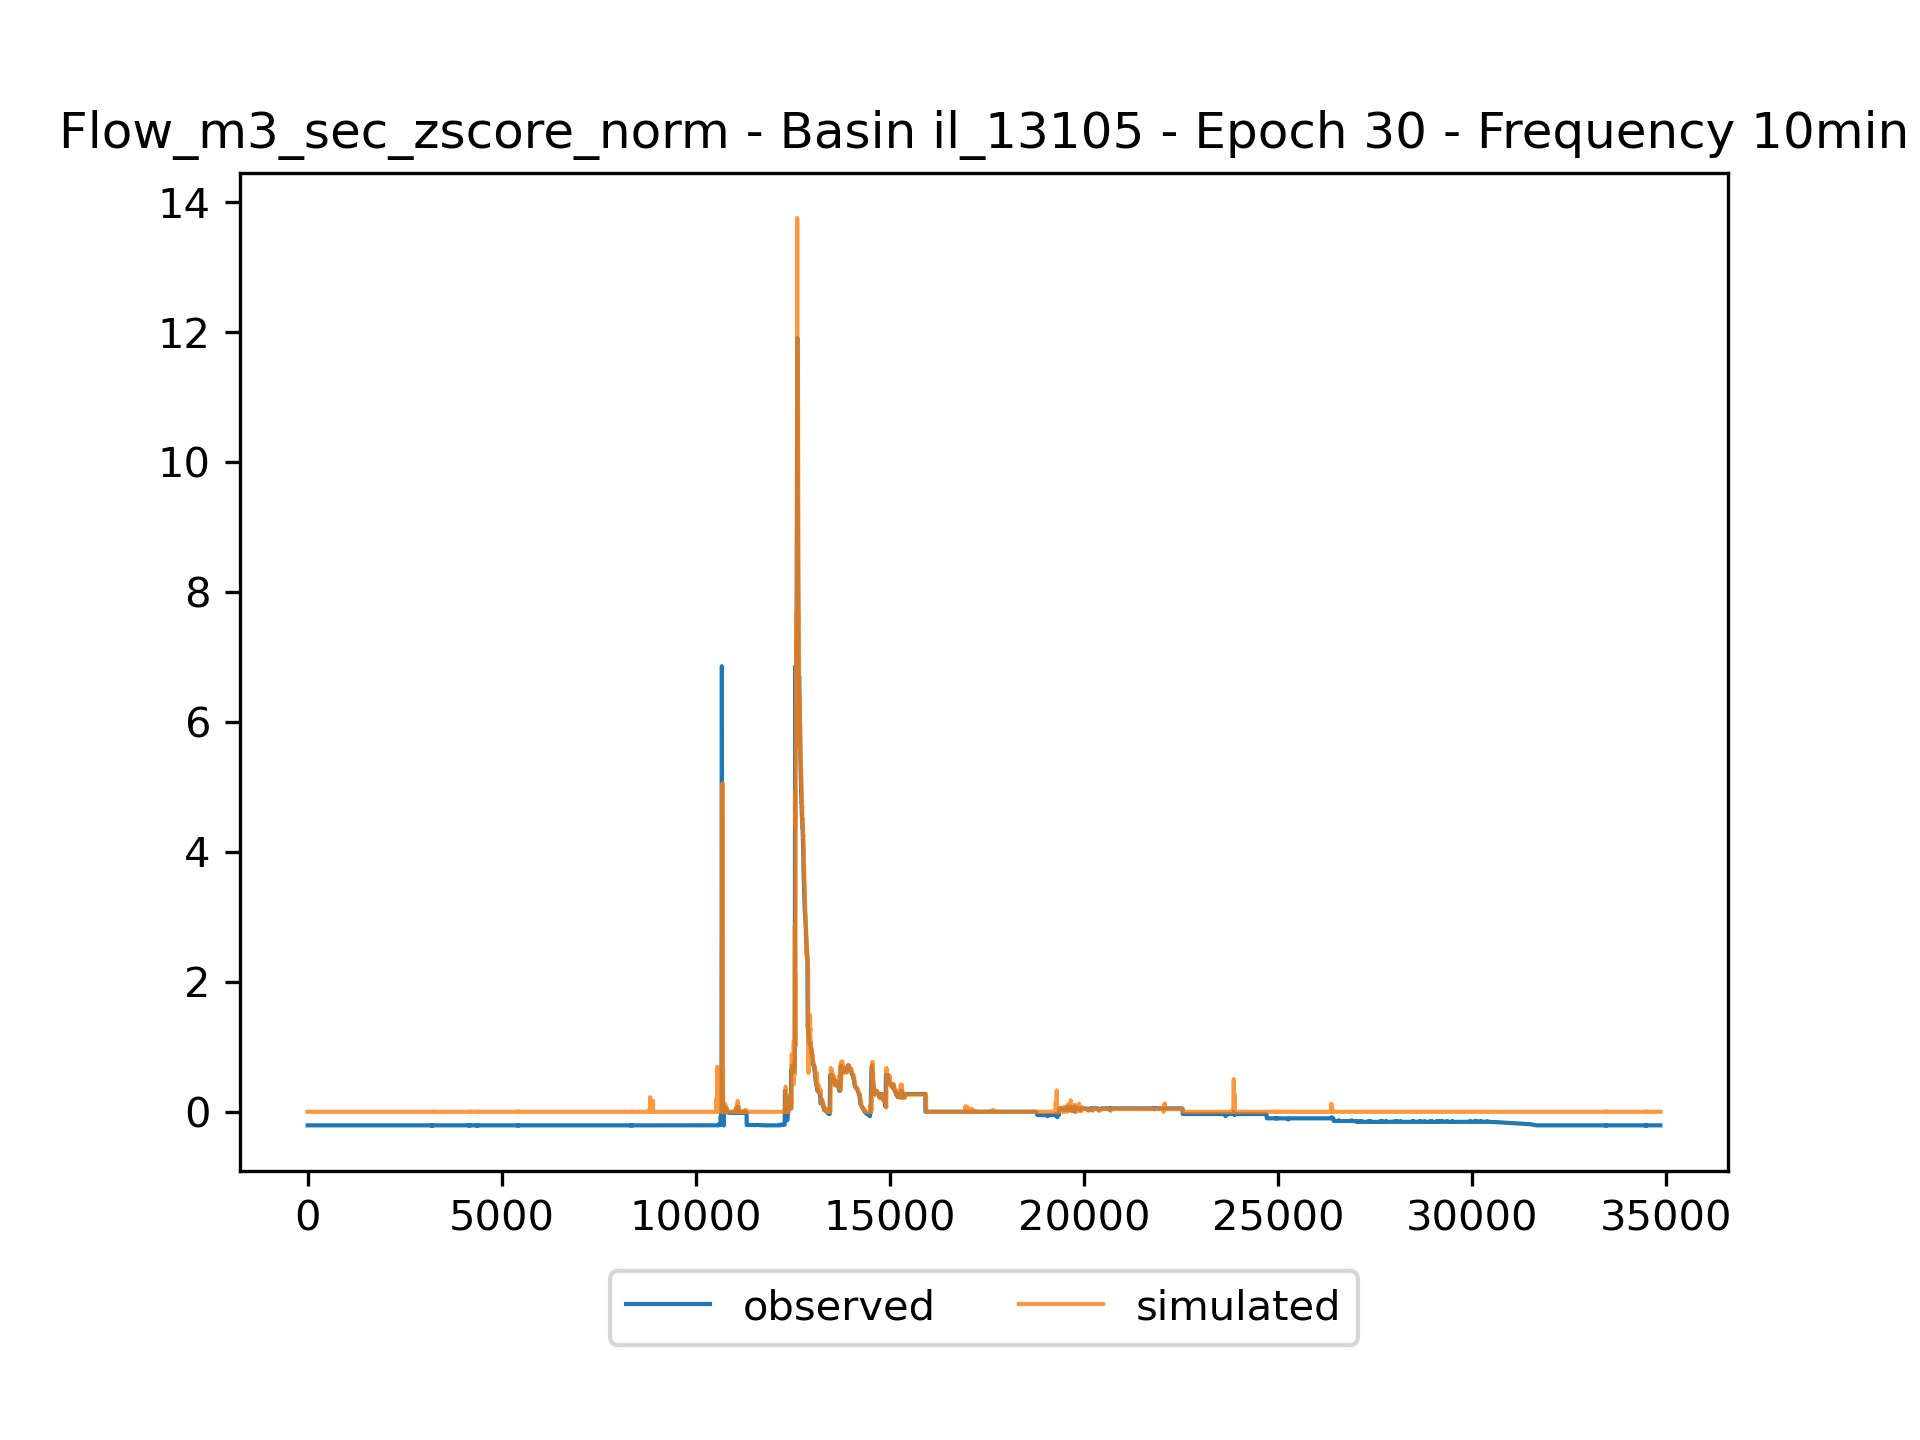 Flow_m3_sec_zscore_norm - Basin il_13105 - Epoch 30 - Frequency 10min
14
12
10
8
6
4
2
0
0 5000 10000 15000 20000 25000 30000 35000
observed simulated